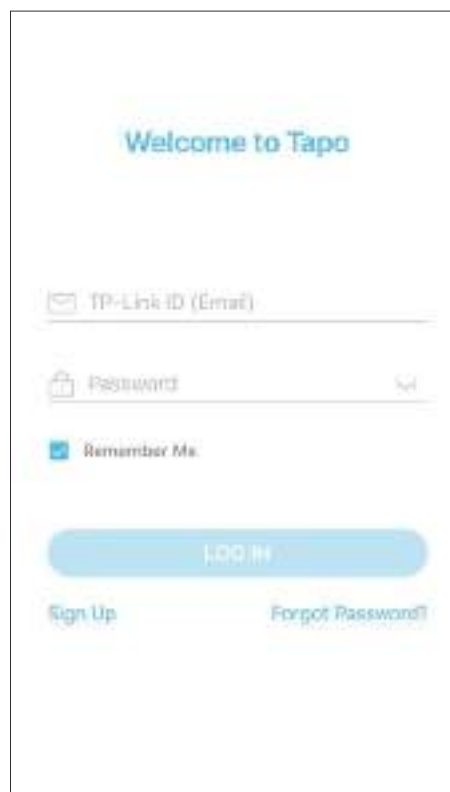 Welcome to Tapo
TP-Link ID (Email)
Password
Remember Me
LOG IN
Sign Up
Forgot Password?